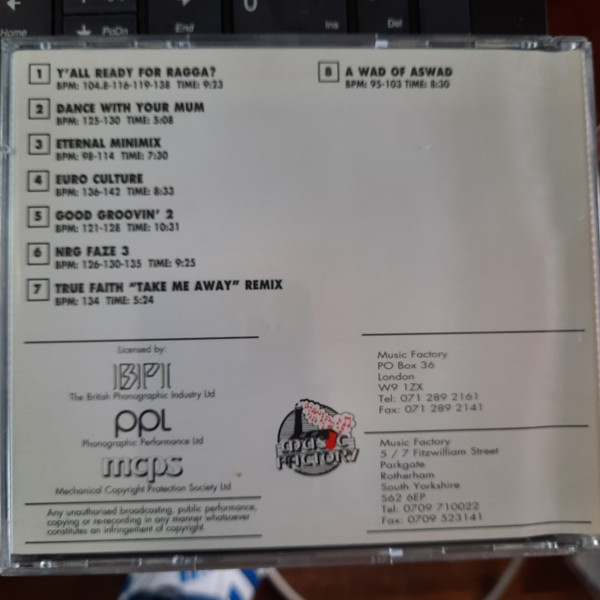 Home
PgDn
End
0
Ins
Del
1 Y'ALL READY FOR RAGGA?
BPM: 104.8-116-119-138 TIME: 9:23
2 DANCE WITH YOUR MUM
BPM: 125-130 TIME: 5:08
3 ETERNAL MINIMIX
BPM: 98-114 TIME: 7:30
4 EURO CULTURE
BPM: 136-142 TIME: 8:33
5 GOOD GROOVIN' 2
BPM: 121-128 TIME: 10:31
6 NRG FAZE 3
BPM: 126-130-135 TIME: 9:25
7 TRUE FAITH "TAKE ME AWAY" REMIX
BPM: 134 TIME: 5:24
8 A WAD OF ASWAD
BPM: 95-103 TIME: 8:30
Licensed by:
BPI
The British Phonographic Industry Ltd
PPL
Phonographic Performance Ltd
mcps
Mechanical Copyright Protection Society Ltd
Any unauthorised broadcasting, public performance,
copying or re-recording in any manner whatsoever
constitutes an infringement of copyright.
MUSIC
FACTORY
Music Factory
PO Box 36
London
W9 1ZX
Tel: 071 289 2161
Fax: 071 289 2141
Music Factory
5 / 7 Fitzwilliam Street
Parkgate
Rotherham
South Yorkshire
S62 6EP
Tel: 0709 710022
Fax: 0709 523141